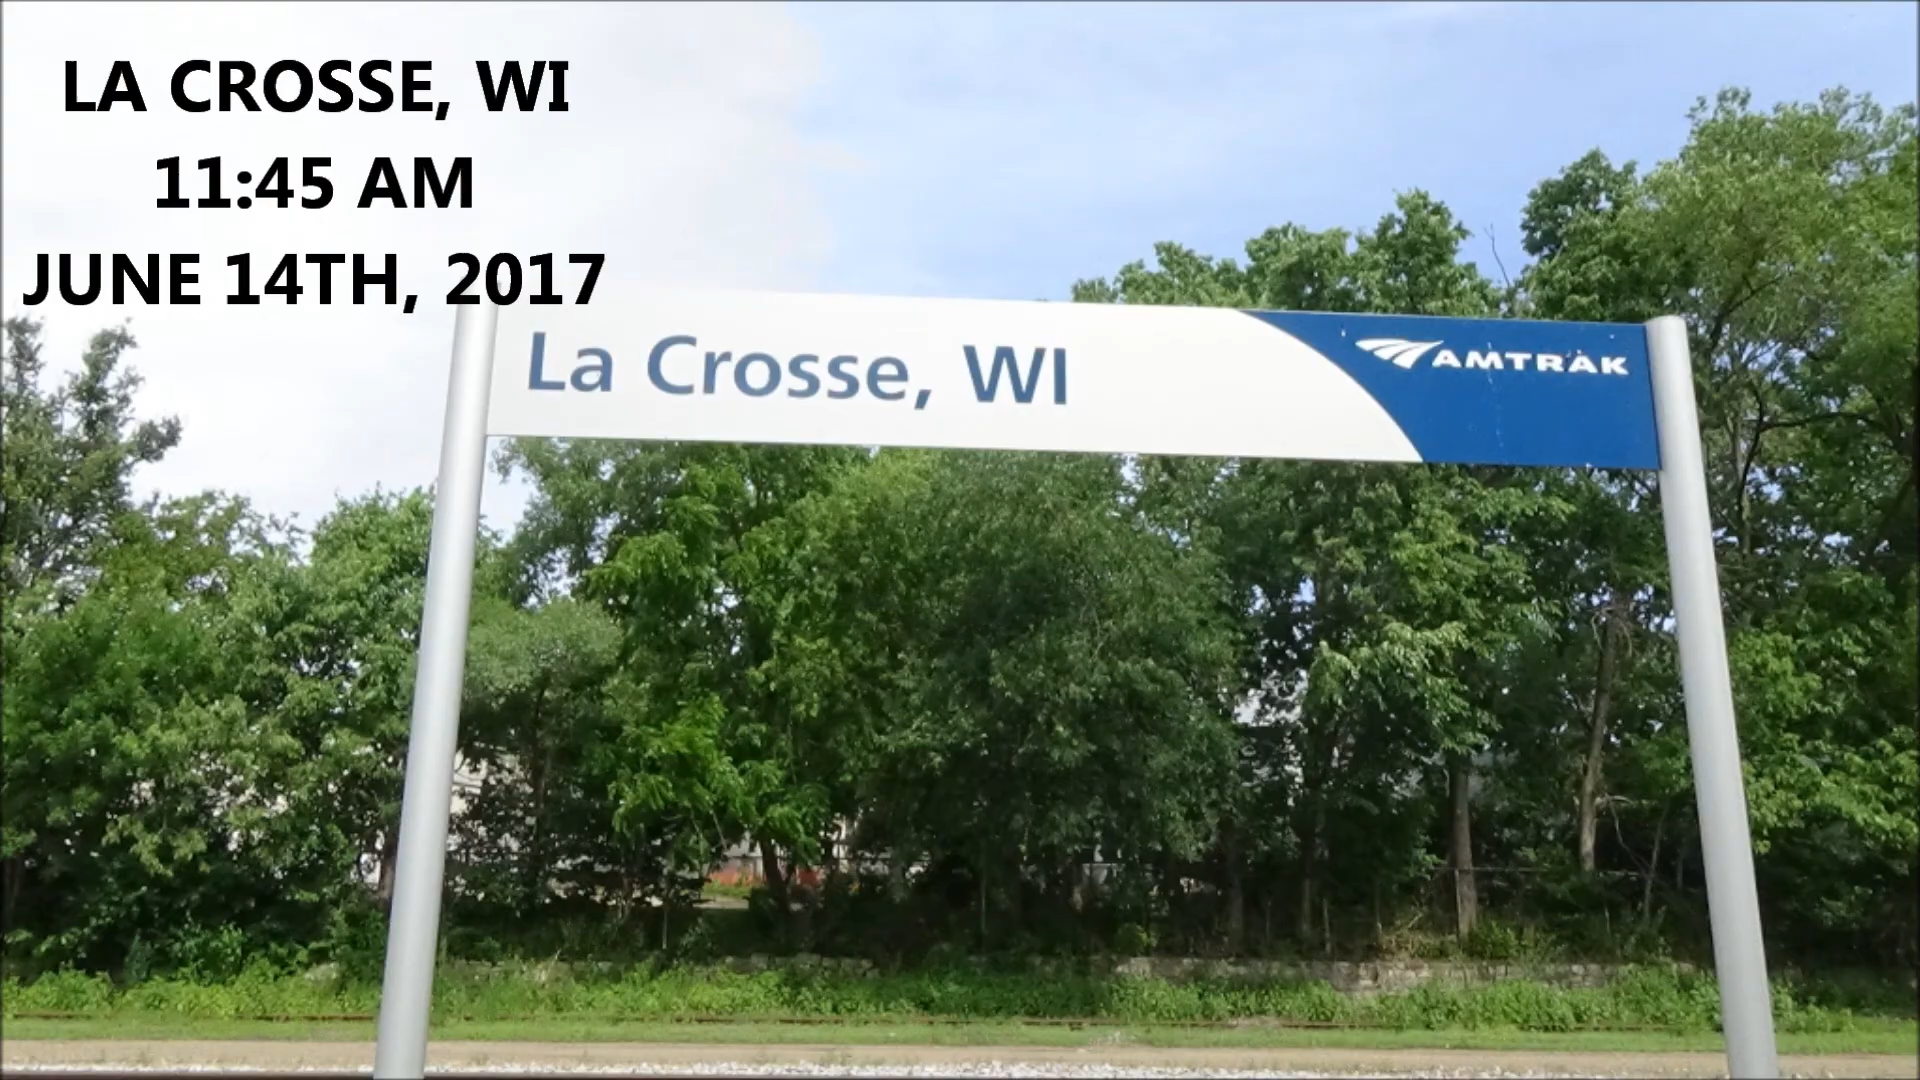 LA CROSSE, WI
11:45 AM
JUNE 14TH, 2017
La Crosse, WI
AMTRAK